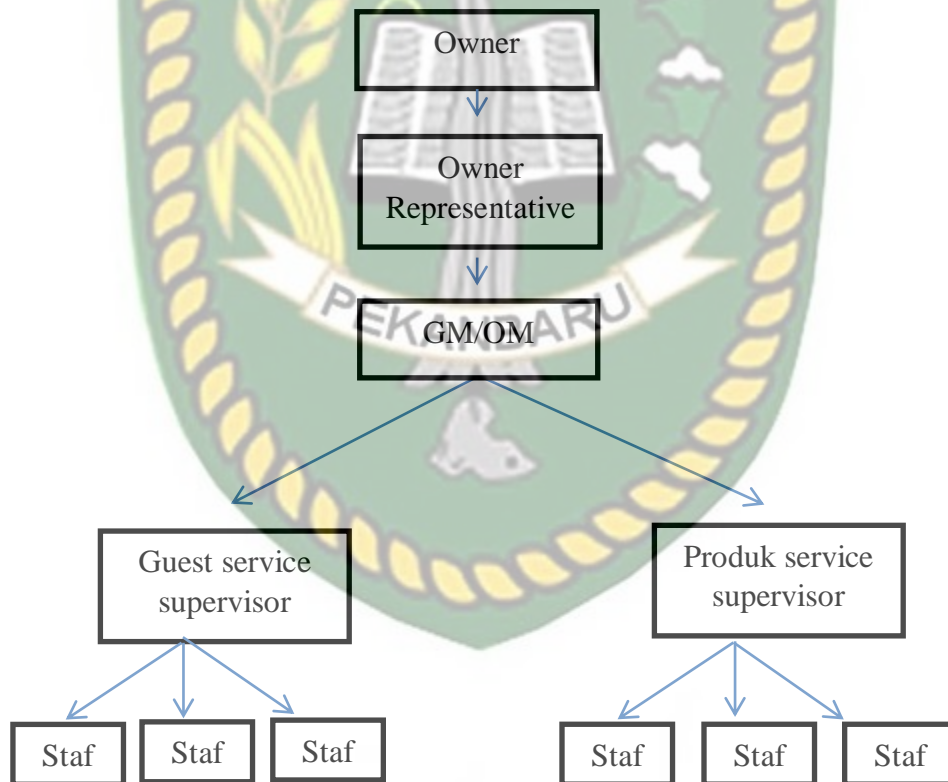 Owner
Owner
Representative
PEKANBARU
GM/OM
Guest service
supervisor
Produk service
supervisor
Staf
Staf
Staf
Staf
Staf
Staf